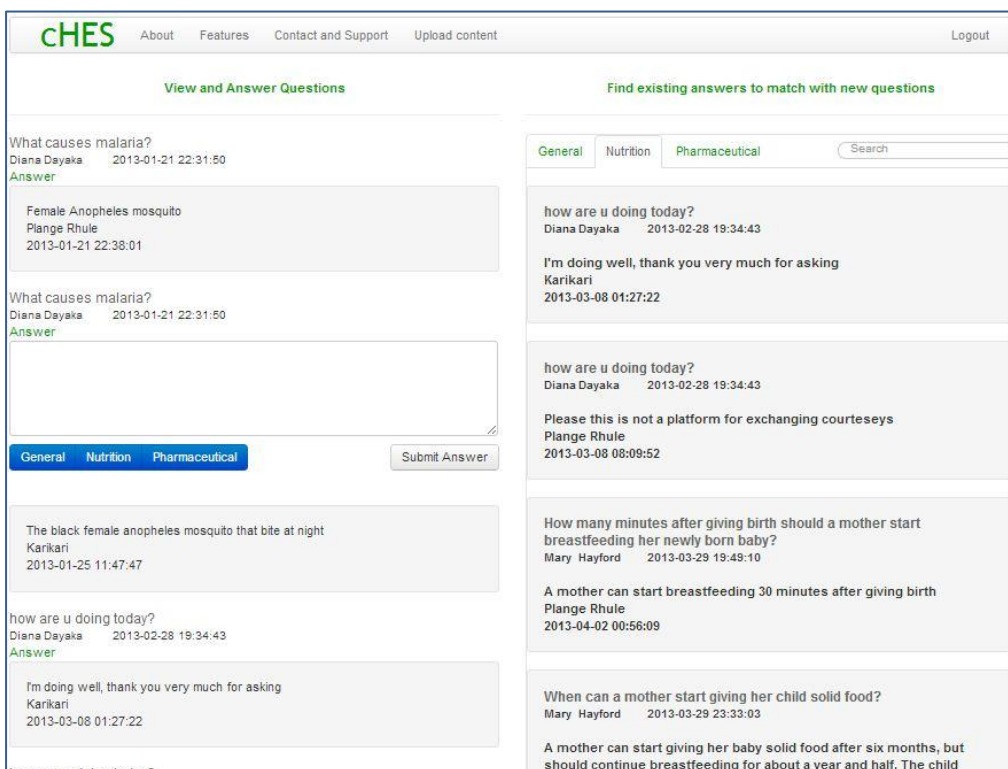 cHES About Features Contact and Support Upload content Logout
View and Answer Questions
What causes malaria?
Diana Dayaka 2013-01-21 22:31:50
Answer
Female Anopheles mosquito
Plange Rhule
2013-01-21 22:38:01
What causes malaria?
Diana Dayaka 2013-01-21 22:31:50
Answer
General Nutrition Pharmaceutical Submit Answer
The black female anopheles mosquito that bite at night
Karikari
2013-01-25 11:47:47
how are u doing today?
Diana Dayaka 2013-02-28 19:34:43
Answer
I'm doing well, thank you very much for asking
Karikari
2013-03-08 01:27:22
Find existing answers to match with new questions
General Nutrition Pharmaceutical Search
how are u doing today?
Diana Dayaka 2013-02-28 19:34:43
I'm doing well, thank you very much for asking
Karikari
2013-03-08 01:27:22
how are u doing today?
Diana Dayaka 2013-02-28 19:34:43
Please this is not a platform for exchanging courteseys
Plange Rhule
2013-03-08 08:09:52
How many minutes after giving birth should a mother start
breastfeeding her newly born baby?
Mary Hayford 2013-03-29 19:49:10
A mother can start breastfeeding 30 minutes after giving birth
Plange Rhule
2013-04-02 00:56:09
When can a mother start giving her child solid food?
Mary Hayford 2013-03-29 23:33:03
A mother can start giving her baby solid food after six months, but
should continue breastfeeding for about a year and half. The child